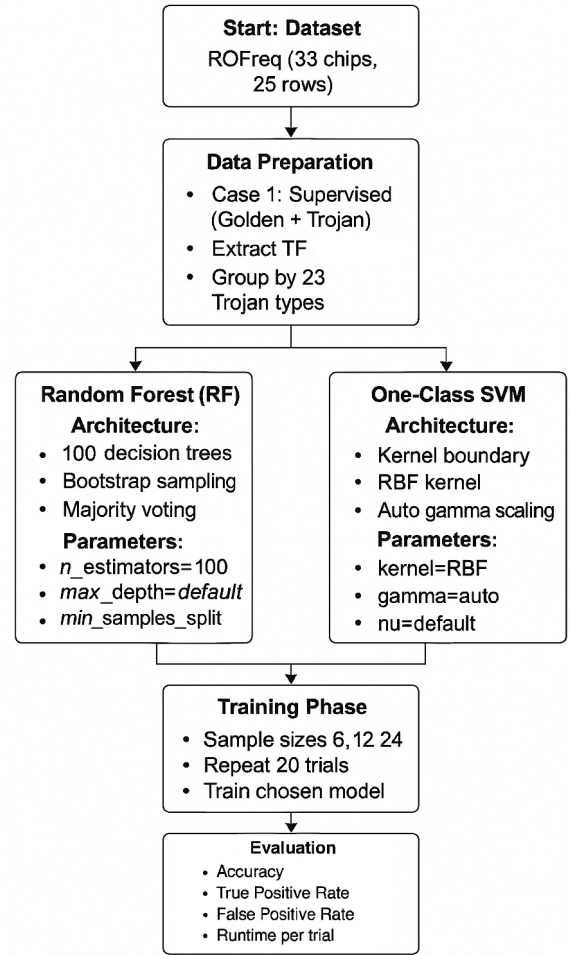 Start: Dataset
ROFreq (33 chips,
25 rows)
Data Preparation
• Case 1: Supervised
(Golden + Trojan)
• Extract TF
• Group by 23
Trojan types
Random Forest (RF)
Architecture:
• 100 decision trees
• Bootstrap sampling
• Majority voting
Parameters:
• n_estimators=100
• max_depth=default
• min_samples_split
One-Class SVM
Architecture:
• Kernel boundary
• RBF kernel
• Auto gamma scaling
Parameters:
• kernel=RBF
• gamma=auto
• nu=default
Training Phase
• Sample sizes 6, 12 24
• Repeat 20 trials
• Train chosen model
Evaluation
• Accuracy
• True Positive Rate
• False Positive Rate
• Runtime per trial